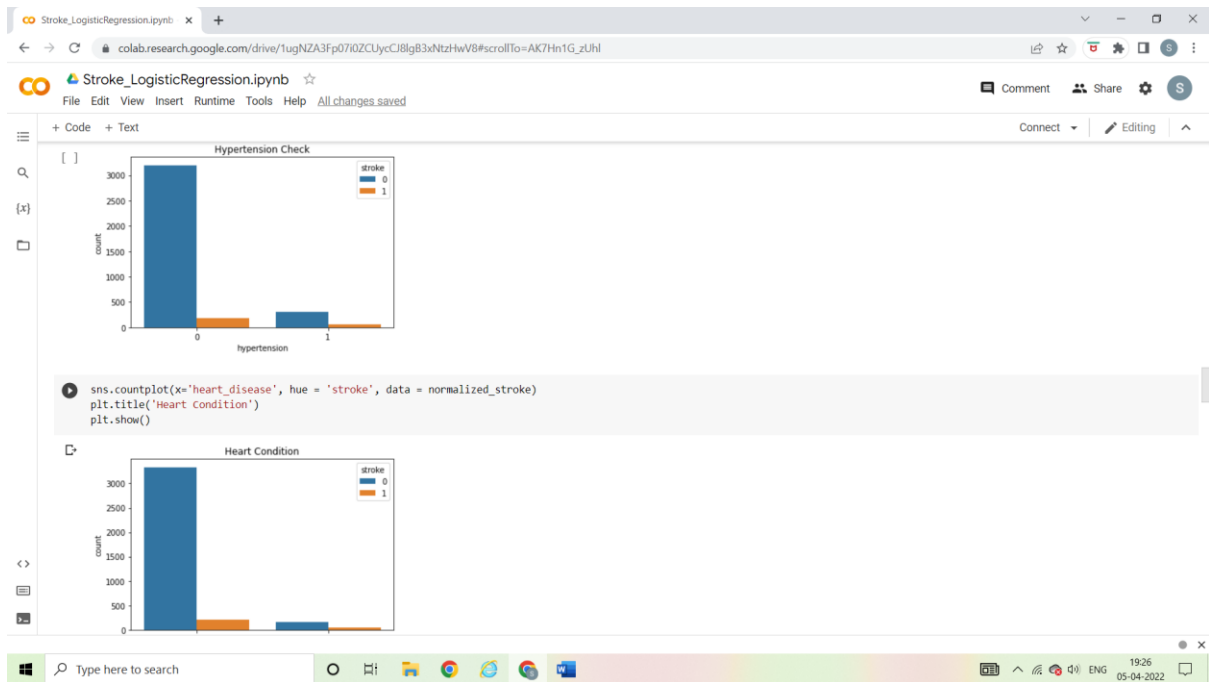 Stroke_LogisticRegression.ipynb
colab.research.google.com/drive/1ugNZA3Fp07i0ZCUycCJ8lgB3xNtzHwV8#scrollTo=AK7Hn1G_zUhl
S
CO
Stroke_LogisticRegression.ipynb
File Edit View Insert Runtime Tools Help All changes saved
Comment Share S
+ Code + Text
Connect Editing
{x}
[ ]
Hypertension Check
stroke
0
1
3000
2500
2000
1500
1000
500
0
count
0 1
hypertension
sns.countplot(x='heart_disease', hue = 'stroke', data = normalized_stroke)
plt.title('Heart Condition')
plt.show()
Heart Condition
stroke
0
1
3000
2500
2000
1500
1000
500
0
count
Type here to search
ENG
19:26
05-04-2022